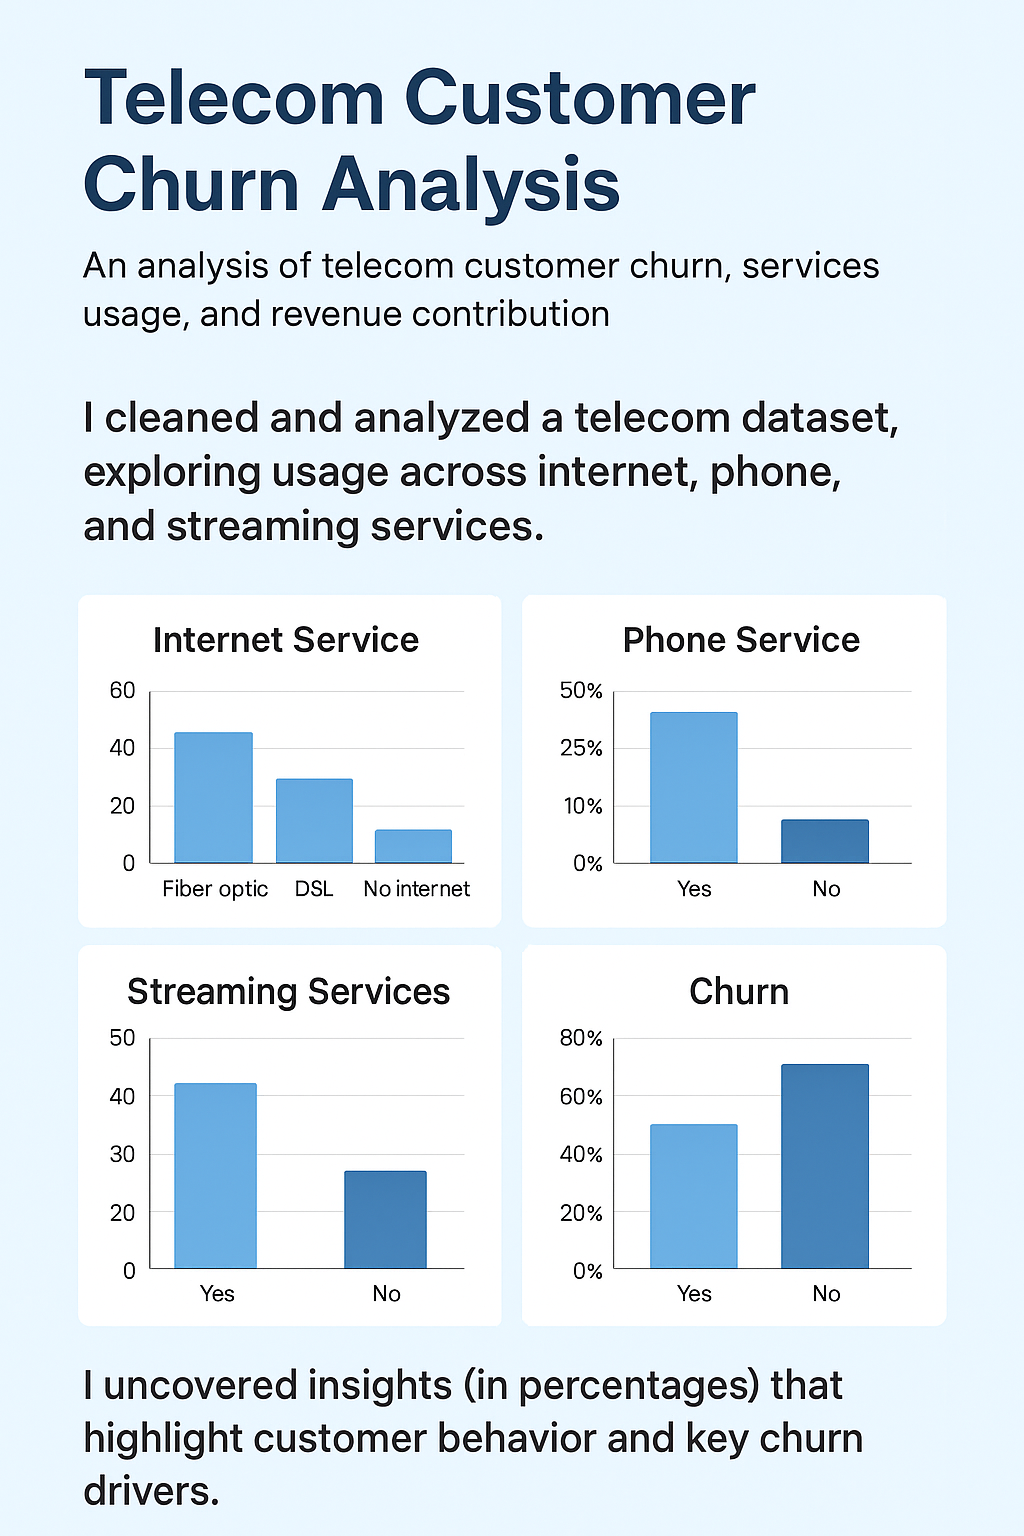 Telecom Customer
Churn Analysis
An analysis of telecom customer churn, services
usage, and revenue contribution
I cleaned and analyzed a telecom dataset,
exploring usage across internet, phone,
and streaming services.
Internet Service
60
40
20
0
Fiber optic DSL No internet
Phone Service
50%
25%
10%
0%
Yes No
Streaming Services
50
40
30
20
0
Yes No
Churn
80%
60%
40%
20%
0%
Yes No
I uncovered insights (in percentages) that
highlight customer behavior and key churn
drivers.